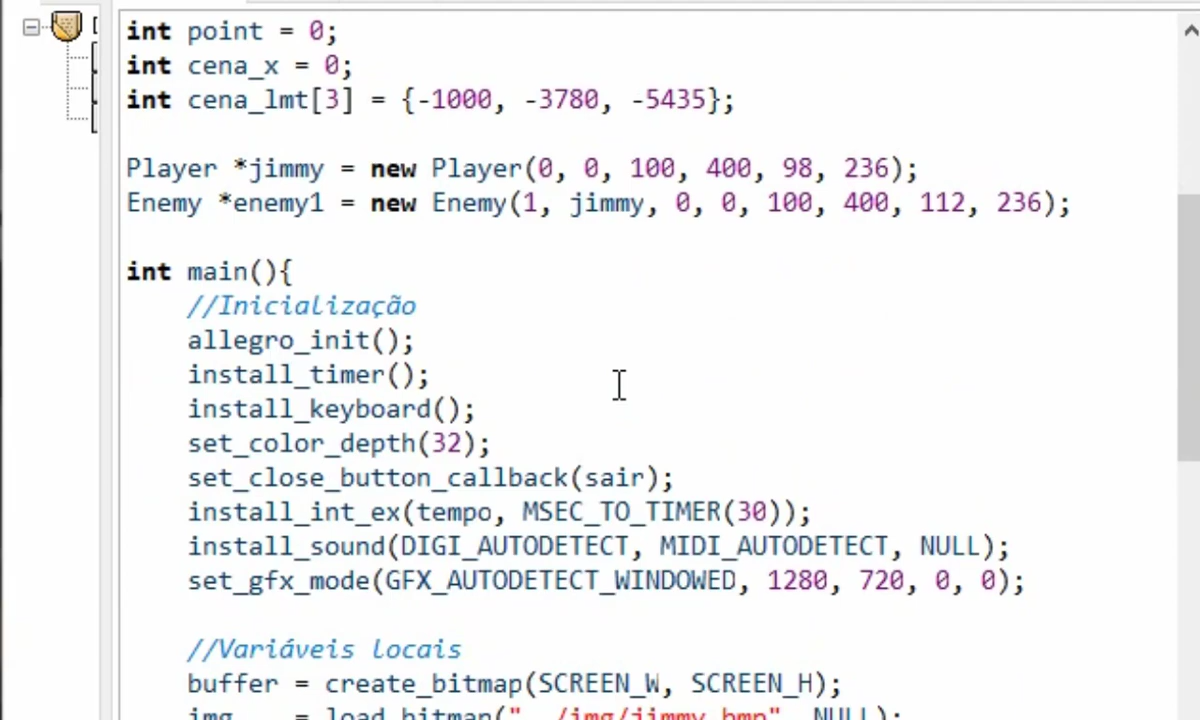 int point = 0;
int cena_x = 0;
int cena_lmt[3] = {-1000, -3780, -5435};
Player *jimmy = new Player(0, 0, 100, 400, 98, 236);
Enemy *enemy1 = new Enemy(1, jimmy, 0, 0, 100, 400, 112, 236);
int main(){
//Inicialização
allegro_init();
install_timer();
install_keyboard();
set_color_depth(32);
set_close_button_callback(sair);
install_int_ex(tempo, MSEC_TO_TIMER(30));
install_sound(DIGI_AUTODETECT, MIDI_AUTODETECT, NULL);
set_gfx_mode(GFX_AUTODETECT_WINDOWED, 1280, 720, 0, 0);
//Variáveis locais
buffer = create_bitmap(SCREEN_W, SCREEN_H);
img = load_bitmap(" /img/jimmy.bmp", NULL);